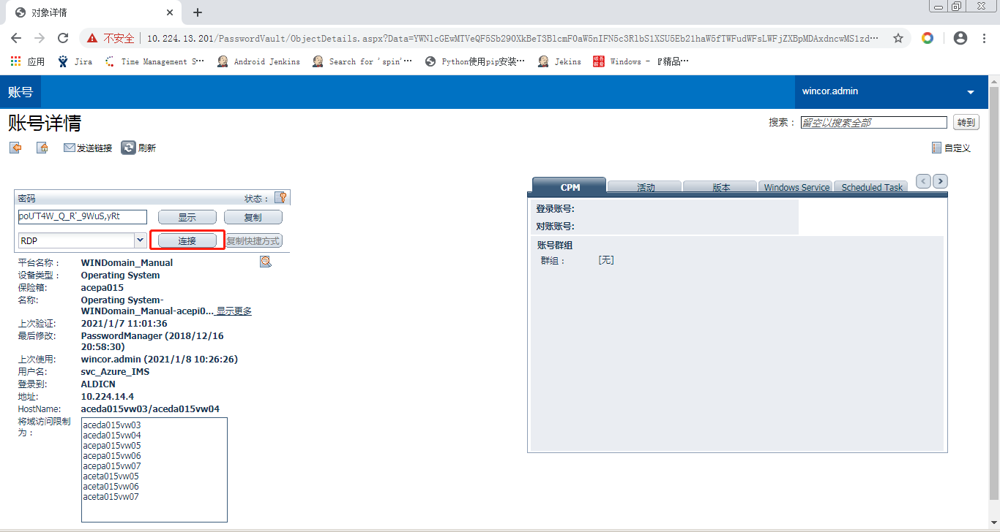 对象详情
不安全 10.224.13.201/PasswordVault/ObjectDetails.aspx?Data=
应用 Jira Time Management S… Android Jenkins Search for 'spin'… Python使用pip安装… Jekins Windows - 『精品…
账号
wincor.admin
账号详情
搜索： 留空以搜索全部 转到
发送链接 刷新
自定义
密码 状态：
poU'T4W_Q_R'_9WuS,yRt 显示 复制
RDP 连接 复制快捷方式
平台名称： WINDomain_Manual
设备类型： Operating System
保险箱: acepa015
名称: Operating System-
WINDomain_Manual-acepi0... 显示更多
上次验证: 2021/1/7 11:01:36
最后修改: PasswordManager (2018/12/16
20:58:30)
上次使用: wincor.admin (2021/1/8 10:26:26)
用户名: svc_Azure_IMS
登录到: ALDICN
地址: 10.224.14.4
HostName: aceda015vw03/aceda015vw04
将域访问限制
为：
aceda015vw03
aceda015vw04
acepa015vw05
acepa015vw06
acepa015vw07
aceta015vw05
aceta015vw06
aceta015vw07
CPM 活动 版本 Windows Service Scheduled Task
登录账号:
对账账号:
账号群组
群组： [无]